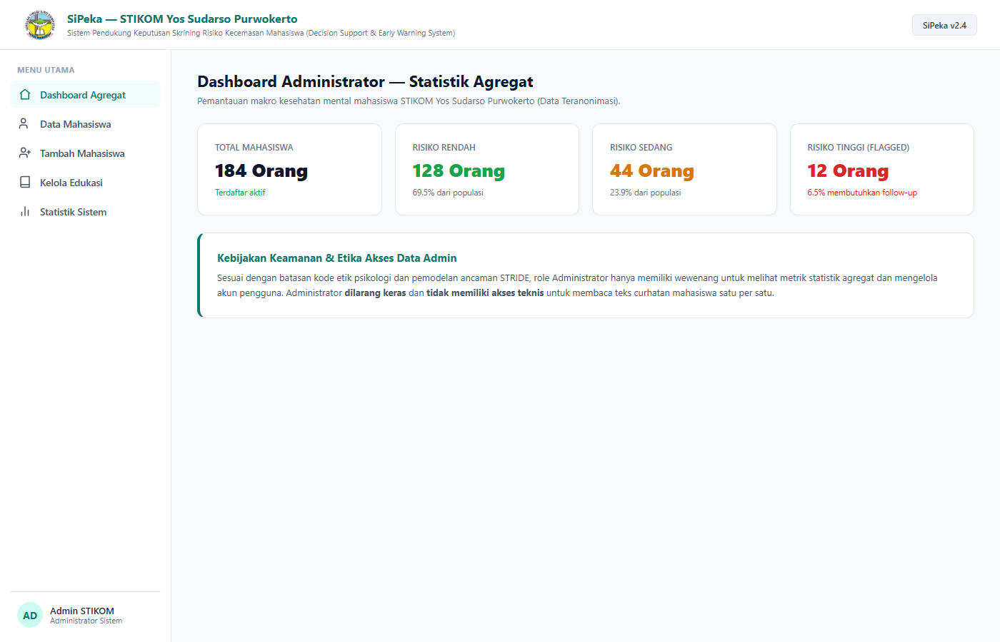 SiPeka — STIKOM Yos Sudarso Purwokerto
Sistem Pendukung Keputusan Skrining Risiko Kecemasan Mahasiswa (Decision Support & Early Warning System)
SiPeka v2.4
MENU UTAMA
Dashboard Agregat
Data Mahasiswa
Tambah Mahasiswa
Kelola Edukasi
Statistik Sistem
AD
Admin STIKOM
Administrator Sistem
Dashboard Administrator — Statistik Agregat
Pemantauan makro kesehatan mental mahasiswa STIKOM Yos Sudarso Purwokerto (Data Teranonimasi).
TOTAL MAHASISWA
184 Orang
Terdaftar aktif
RISIKO RENDAH
128 Orang
69.5% dari populasi
RISIKO SEDANG
44 Orang
23.9% dari populasi
RISIKO TINGGI (FLAGGED)
12 Orang
6.5% membutuhkan follow-up
Kebijakan Keamanan & Etika Akses Data Admin
Sesuai dengan batasan kode etik psikologi dan pemodelan ancaman STRIDE, role Administrator hanya memiliki wewenang untuk melihat metrik statistik agregat dan mengelola
akun pengguna. Administrator dilarang keras dan tidak memiliki akses teknis untuk membaca teks curhatan mahasiswa satu per satu.